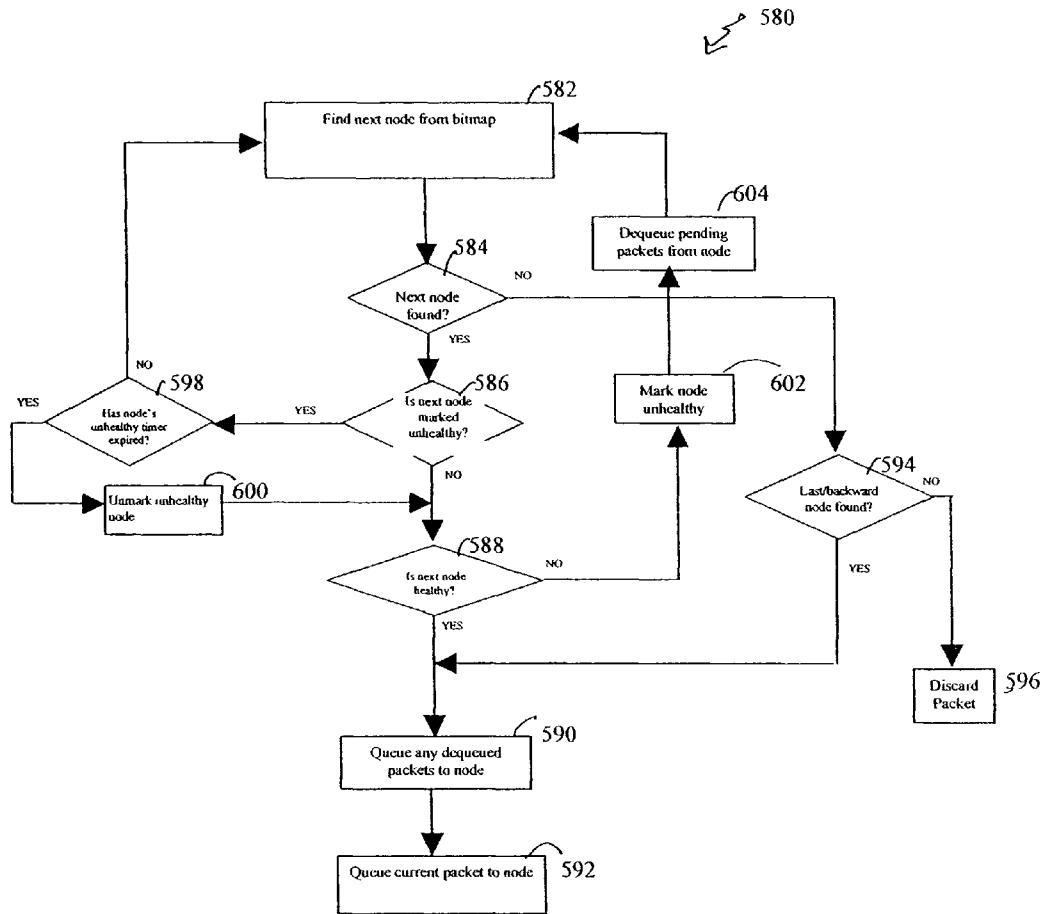 580
582
Find next node from bitmap
604
Dequeue pending
packets from node
584
NO
Next node
found?
YES
602
Mark node
unhealthy
NO
598
YES
Has node's
unhealthy timer
expired?
YES
586
Is next node
marked
unhealthy?
NO
594
NO
Last/backward
node found?
YES
600
Unmark unhealthy
node
588
NO
Is next node
healthy?
YES
596
Discard
Packet
590
Queue any dequeued
packets to node
592
Queue current packet to node